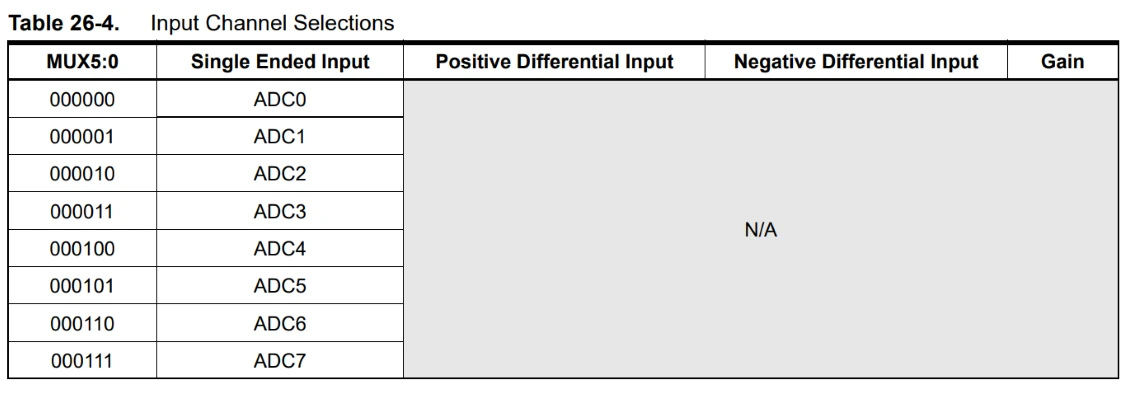 Table 26-4. Input Channel Selections
MUX5:0 Single Ended Input Positive Differential Input Negative Differential Input Gain
000000 ADC0
000001 ADC1
000010 ADC2
000011 ADC3
N/A
000100 ADC4
000101 ADC5
000110 ADC6
000111 ADC7